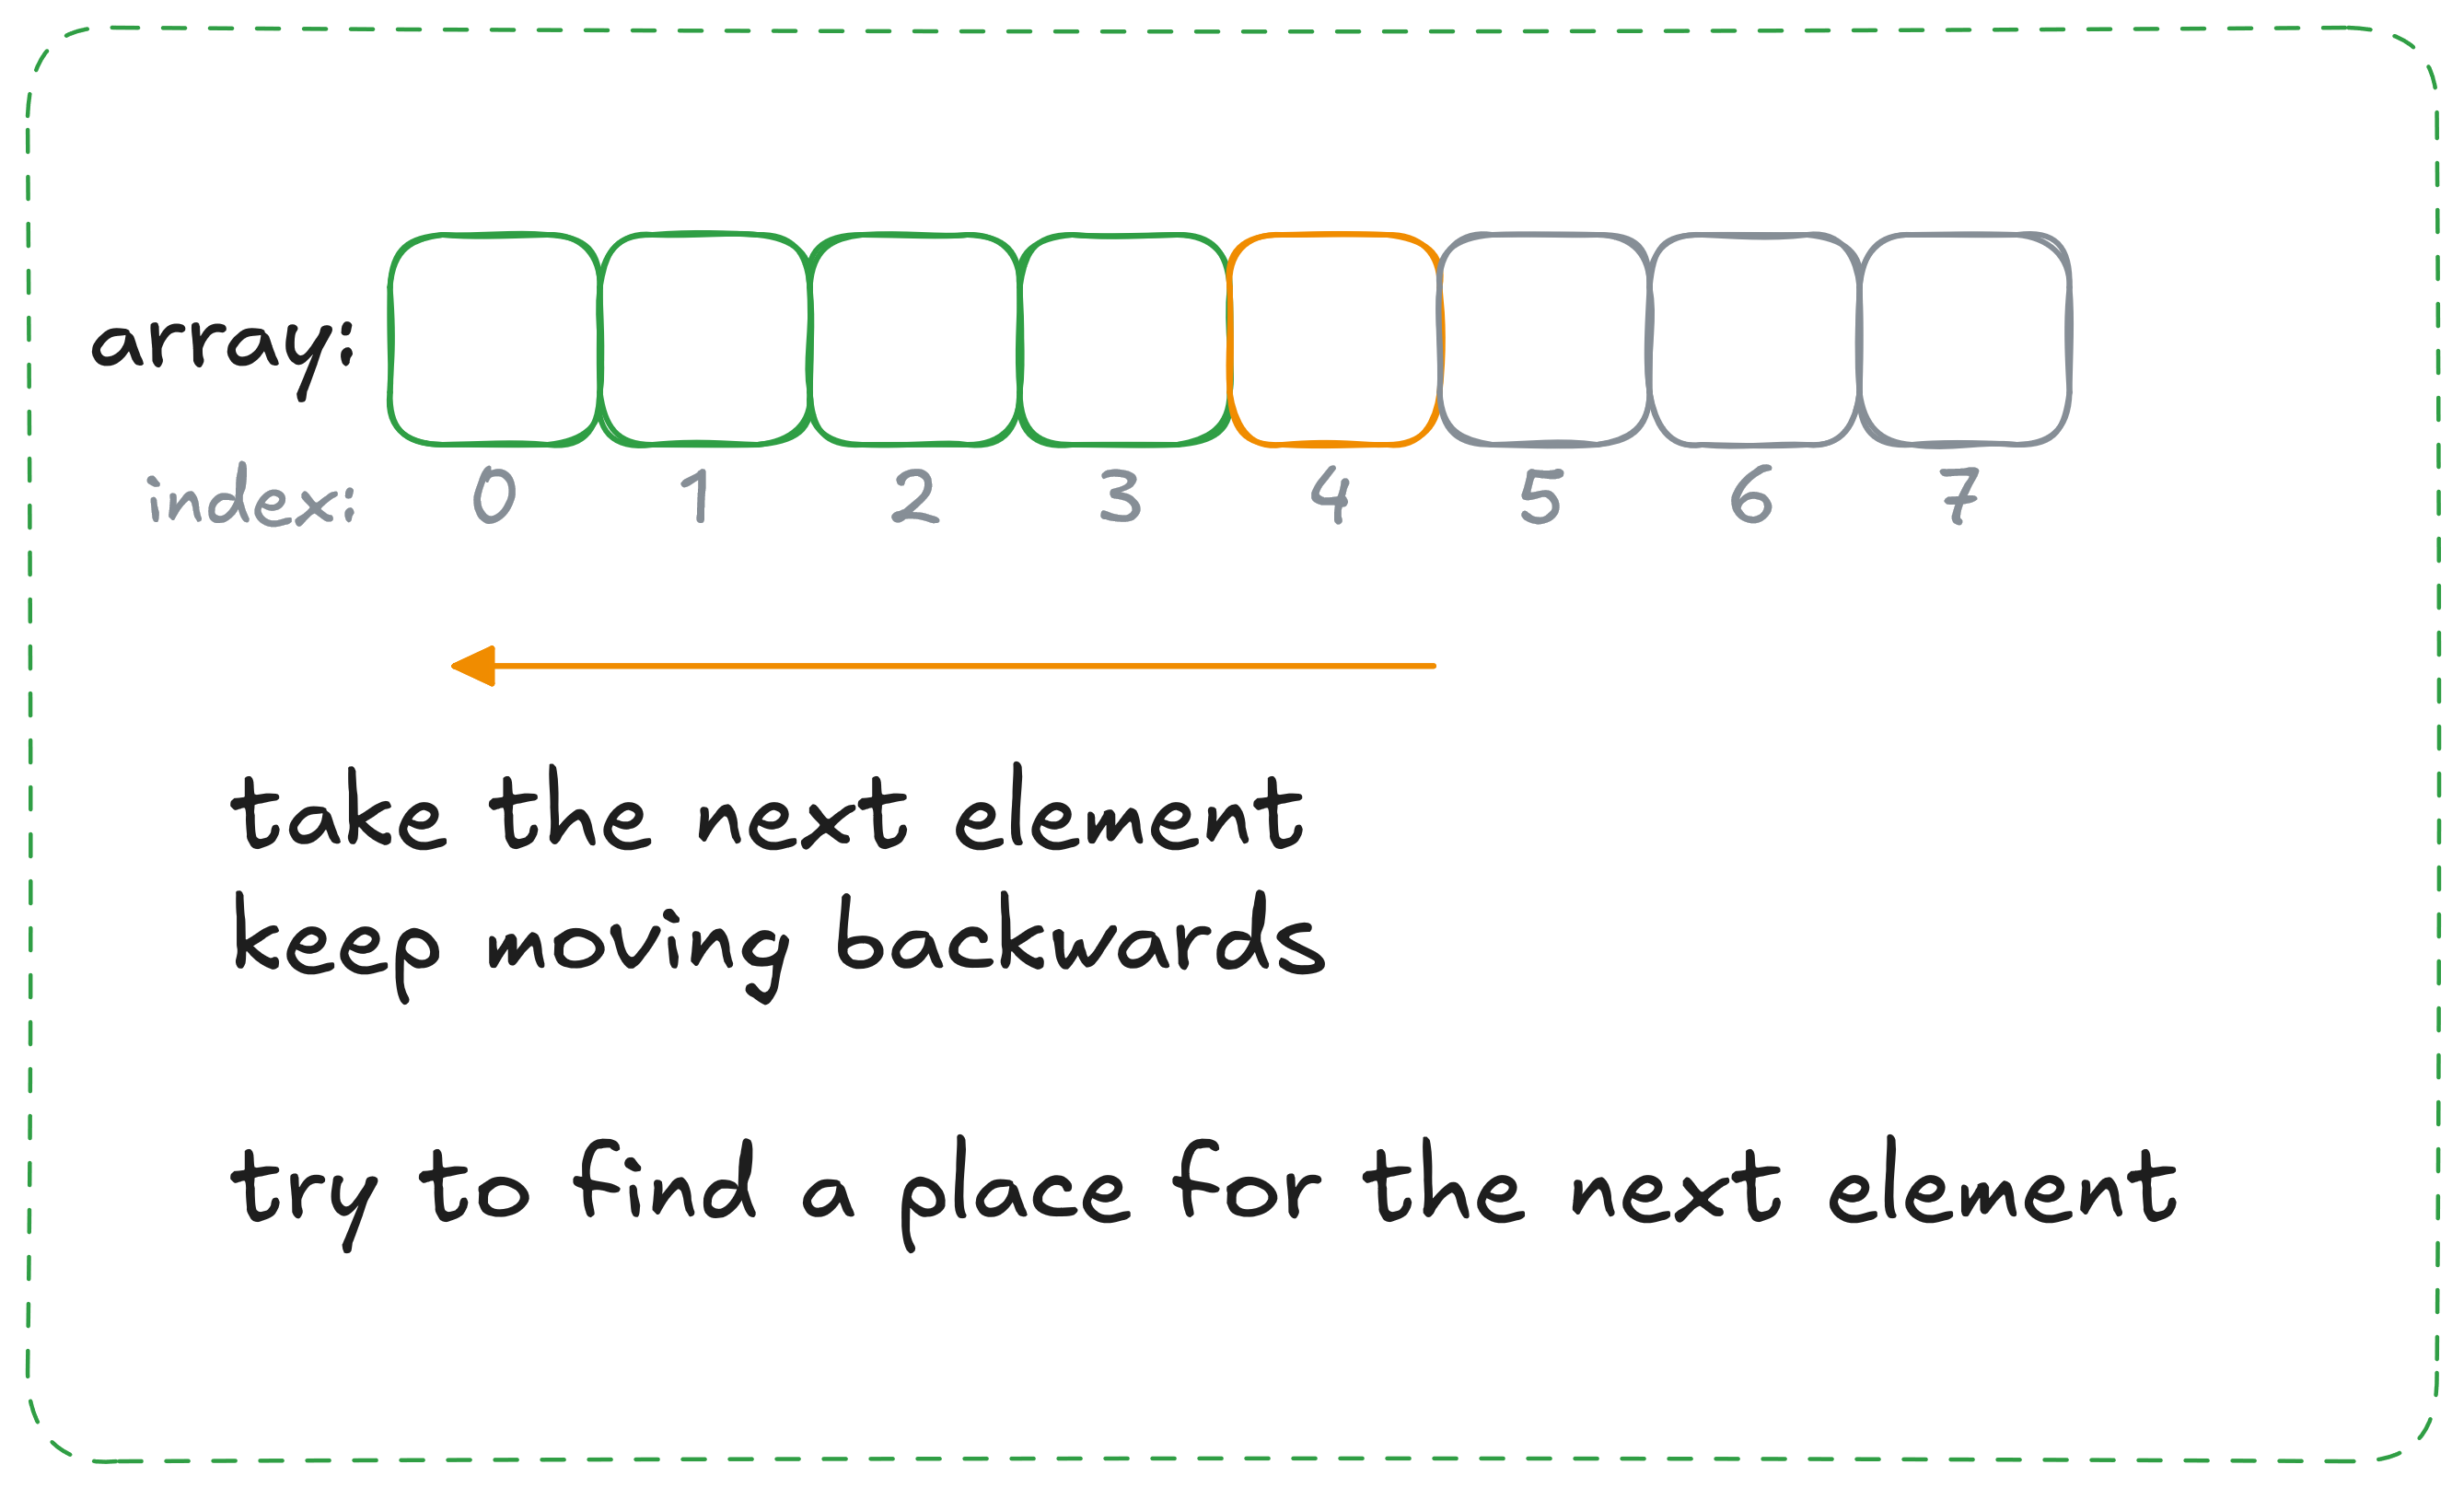 array:
index: 0 1 2 3 4 5 6 7
take the next element
keep moving backwards
try to find a place for the next element